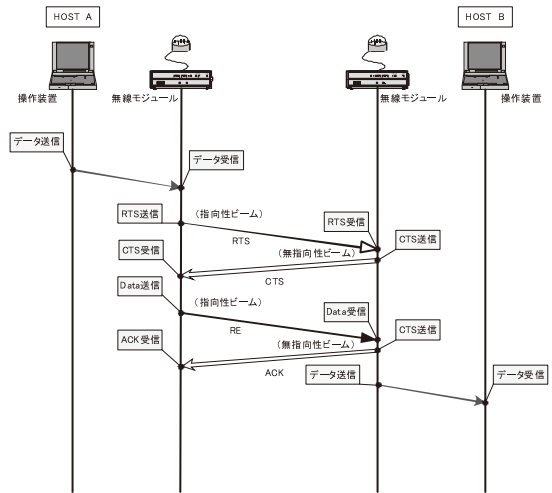 HOST A
HOST B
操作装置
無線モジュール
無線モジュール
操作装置
データ送信
データ受信
RTS送信
（指向性ビーム）
RTS
RTS受信
CTS送信
（無指向性ビーム）
CTS受信
CTS
Data送信
（指向性ビーム）
RE
Data受信
CTS送信
（無指向性ビーム）
ACK受信
ACK
データ送信
データ受信